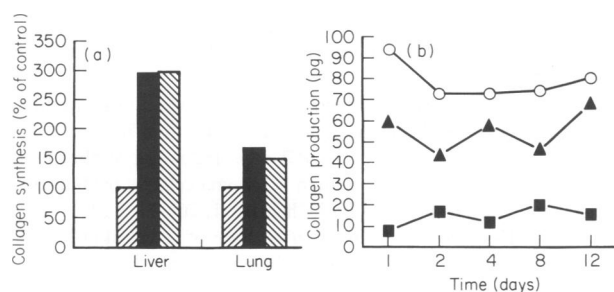 (a)
Collagen synthesis (% of control)
350
300
250
200
150
100
50
0
Liver
Lung
(b)
Collagen production (pg)
100
90
80
70
60
50
40
30
20
10
0
1 2 4 8 12
Time (days)